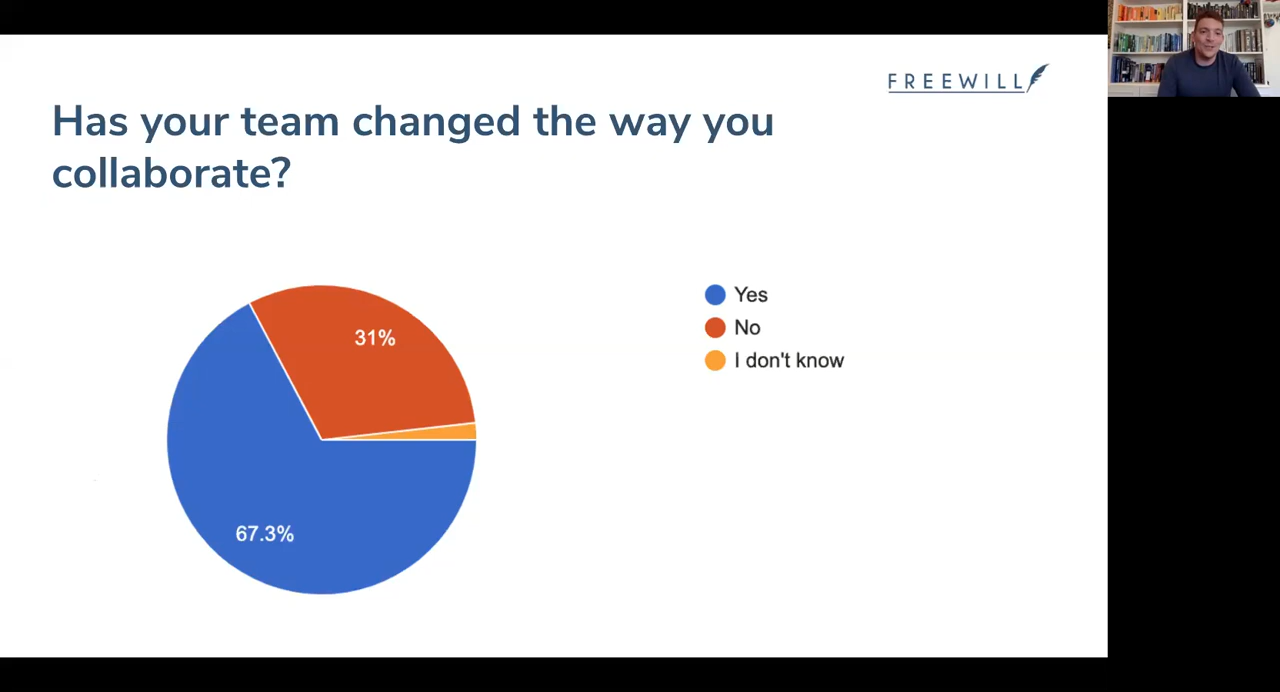 FREEWILL
Has your team changed the way you
collaborate?
Yes
No
I don't know
31%
67.3%